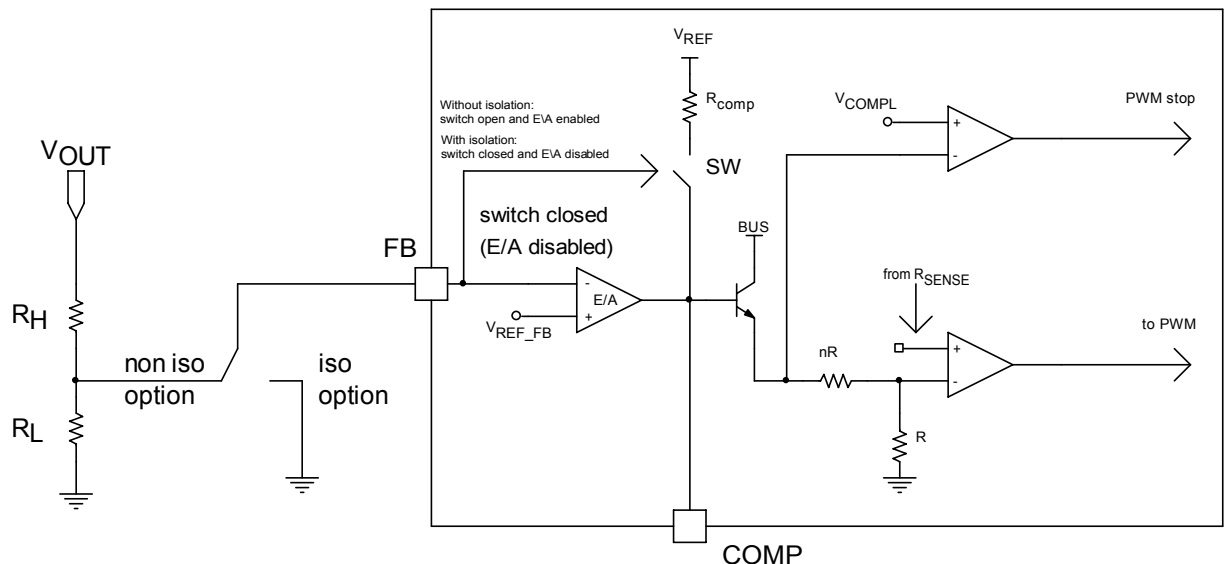 VREF
Rcomp
Without isolation:
switch open and E\A enabled
With isolation:
switch closed and E\A disabled
SW
VCOMPL
+
-
PWM stop
VOUT
switch closed
(E/A disabled)
FB
BUS
-
E/A
+
VREF_FB
from RSENSE
to PWM
+
-
nR
R
RH
non iso
option
iso
option
RL
COMP